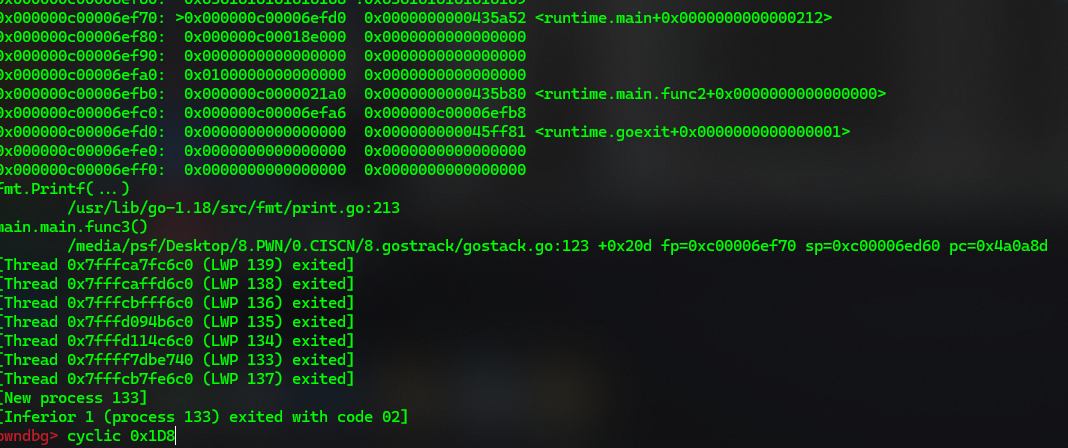 0x000000c00006ef70: >0x000000c00006efd0 0x0000000000435a52 <runtime.main+0x0000000000000212>
0x000000c00006ef80: 0x000000c00018e000 0x0000000000000000
0x000000c00006ef90: 0x0000000000000000 0x0000000000000000
0x000000c00006efa0: 0x0100000000000000 0x0000000000000000
0x000000c00006efb0: 0x000000c0000021a0 0x0000000000435b80 <runtime.main.func2+0x0000000000000000>
0x000000c00006efc0: 0x000000c00006efa6 0x000000c00006efb8
0x000000c00006efd0: 0x0000000000000000 0x000000000045ff81 <runtime.goexit+0x0000000000000001>
0x000000c00006efe0: 0x0000000000000000 0x0000000000000000
0x000000c00006eff0: 0x0000000000000000 0x0000000000000000
fmt.Printf(...)
/usr/lib/go-1.18/src/fmt/print.go:213
main.main.func3()
/media/psf/Desktop/8.PWN/0.CISCN/8.gostrack/gostack.go:123 +0x20d fp=0xc00006ef70 sp=0xc00006ed60 pc=0x4a0a8d
[Thread 0x7fffca7fc6c0 (LWP 139) exited]
[Thread 0x7fffcaffd6c0 (LWP 138) exited]
[Thread 0x7fffcbfff6c0 (LWP 136) exited]
[Thread 0x7fffd094b6c0 (LWP 135) exited]
[Thread 0x7fffd114c6c0 (LWP 134) exited]
[Thread 0x7ffff7dbe740 (LWP 133) exited]
[Thread 0x7fffcb7fe6c0 (LWP 137) exited]
[New process 133]
[Inferior 1 (process 133) exited with code 02]
pwndbg> cyclic 0x1D8